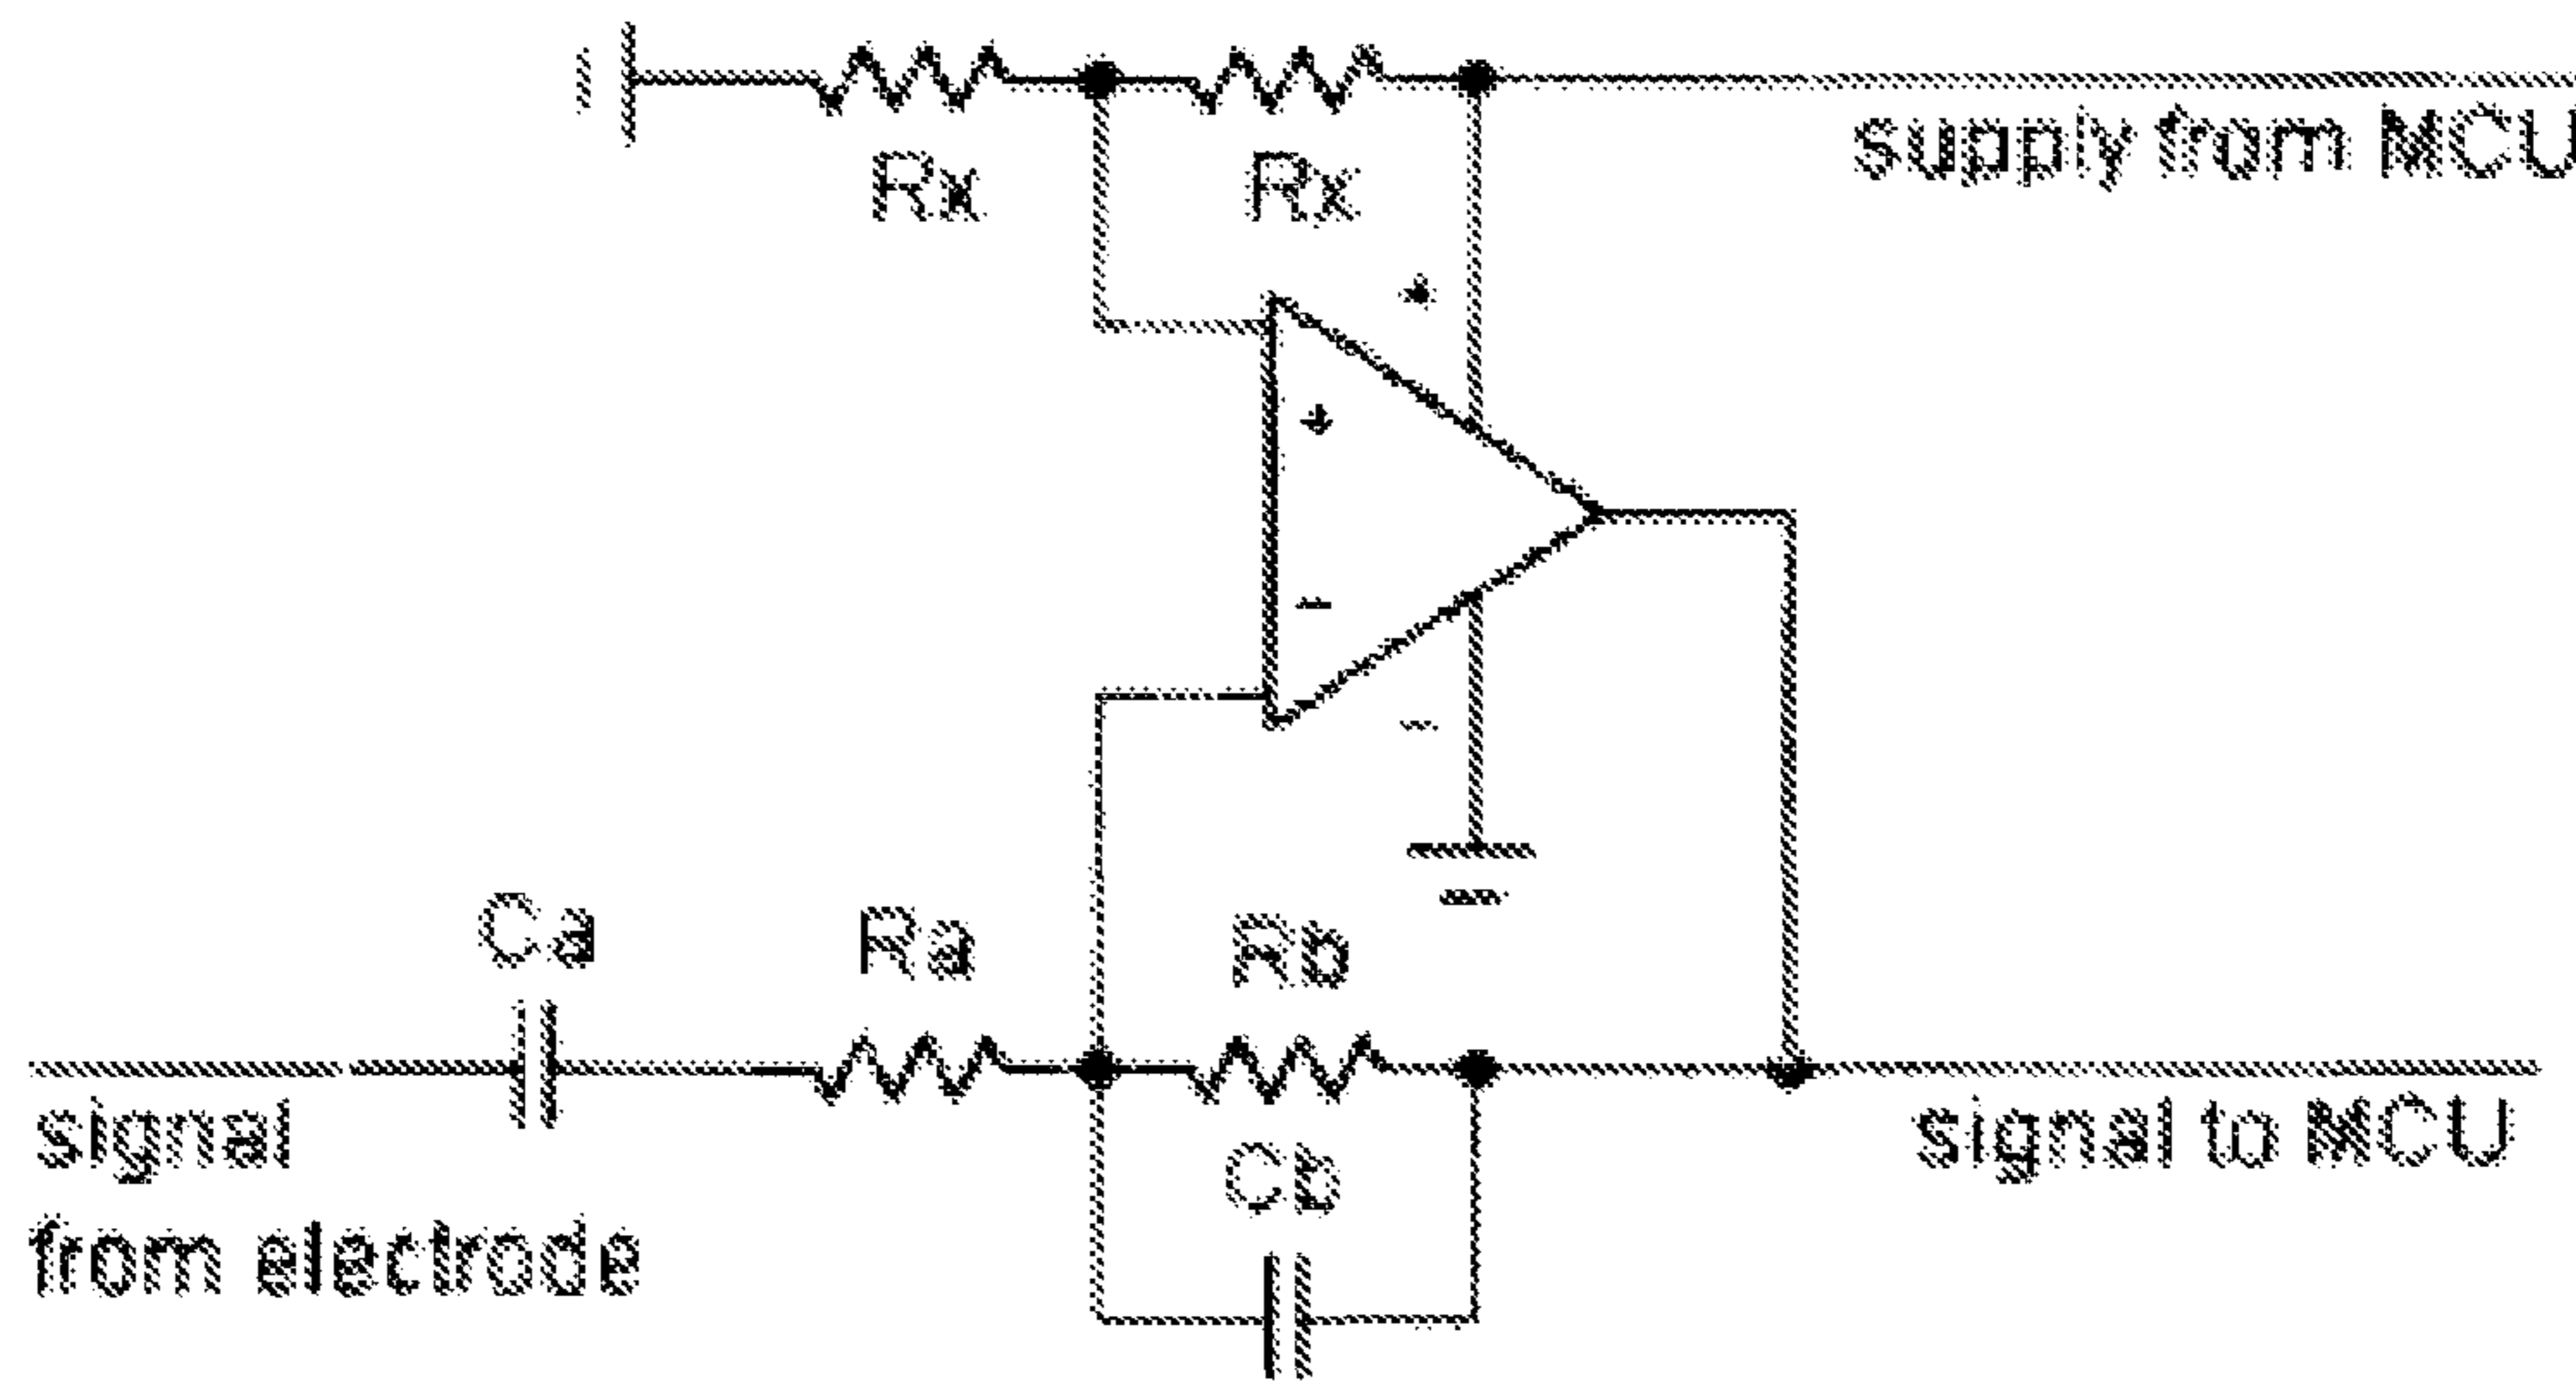 Rx
Rx
supply from MCU
+
+
-
-
Ca
Ra
Rb
signal
from electrode
Cb
signal to MCU